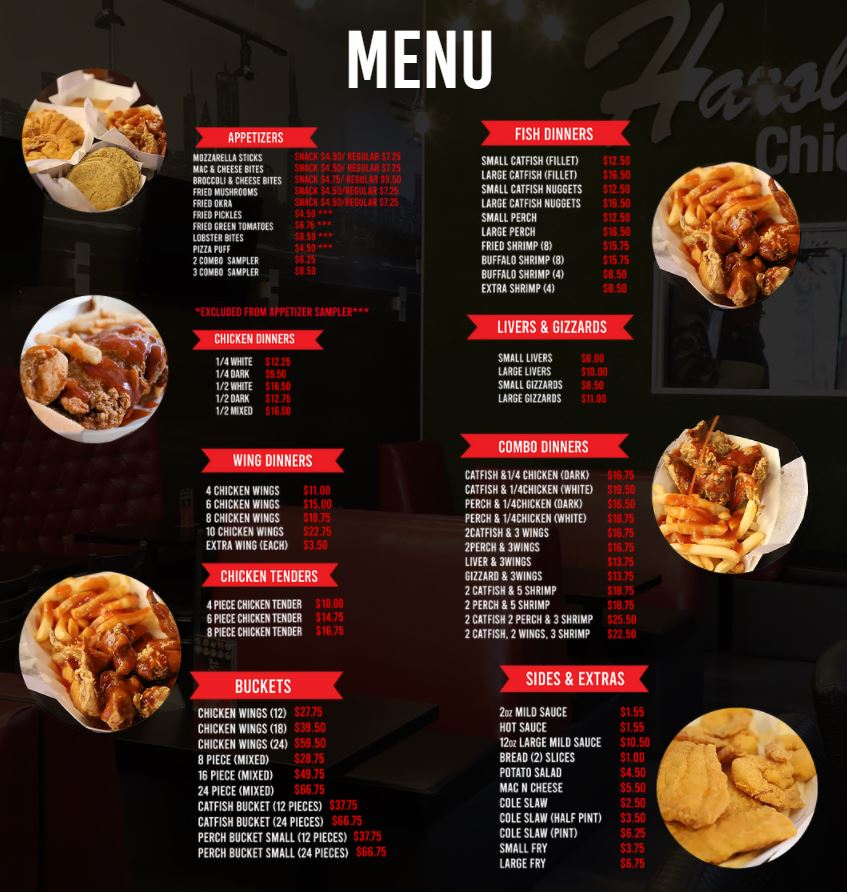 MENU
Harol
Chic
APPETIZERS
MOZZARELLA STICKS SNACK $4.50/ REGULAR $7.25
MAC & CHEESE BITES SNACK $4.50/ REGULAR $7.25
BROCCOLI & CHEESE BITES SNACK $4.75/ REGULAR $9.50
FRIED MUSHROOMS SNACK $4.50/REGULAR $7.25
FRIED OKRA SNACK $4.50/REGULAR $7.25
FRIED PICKLES $4.50 ***
FRIED GREEN TOMATOES $6.75 ***
LOBSTER BITES $8.50 ***
PIZZA PUFF $4.50 ***
2 COMBO SAMPLER $6.25
3 COMBO SAMPLER $8.50
*EXCLUDED FROM APPETIZER SAMPLER***
CHICKEN DINNERS
1/4 WHITE $12.25
1/4 DARK $9.50
1/2 WHITE $16.50
1/2 DARK $12.75
1/2 MIXED $16.50
WING DINNERS
4 CHICKEN WINGS $11.00
6 CHICKEN WINGS $15.00
8 CHICKEN WINGS $18.75
10 CHICKEN WINGS $22.75
EXTRA WING (EACH) $3.50
CHICKEN TENDERS
4 PIECE CHICKEN TENDER $10.00
6 PIECE CHICKEN TENDER $14.75
8 PIECE CHICKEN TENDER $16.75
BUCKETS
CHICKEN WINGS (12) $27.75
CHICKEN WINGS (18) $39.50
CHICKEN WINGS (24) $59.50
8 PIECE (MIXED) $28.75
16 PIECE (MIXED) $49.75
24 PIECE (MIXED) $66.75
CATFISH BUCKET (12 PIECES) $37.75
CATFISH BUCKET (24 PIECES) $66.75
PERCH BUCKET SMALL (12 PIECES) $37.75
PERCH BUCKET SMALL (24 PIECES) $66.75
FISH DINNERS
SMALL CATFISH (FILLET) $12.50
LARGE CATFISH (FILLET) $16.50
SMALL CATFISH NUGGETS $12.50
LARGE CATFISH NUGGETS $16.50
SMALL PERCH $12.50
LARGE PERCH $16.50
FRIED SHRIMP (8) $15.75
BUFFALO SHRIMP (8) $15.75
BUFFALO SHRIMP (4) $8.50
EXTRA SHRIMP (4) $8.50
LIVERS & GIZZARDS
SMALL LIVERS $8.00
LARGE LIVERS $10.00
SMALL GIZZARDS $8.50
LARGE GIZZARDS $11.00
COMBO DINNERS
CATFISH &1/4 CHICKEN (DARK) $16.75
CATFISH & 1/4CHICKEN (WHITE) $19.50
PERCH & 1/4CHICKEN (DARK) $16.50
PERCH & 1/4CHICKEN (WHITE) $18.75
2CATFISH & 3 WINGS $16.75
2PERCH & 3WINGS $16.75
LIVER & 3WINGS $13.75
GIZZARD & 3WINGS $13.75
2 CATFISH & 5 SHRIMP $18.75
2 PERCH & 5 SHRIMP $18.75
2 CATFISH 2 PERCH & 3 SHRIMP $25.50
2 CATFISH, 2 WINGS, 3 SHRIMP $22.50
SIDES & EXTRAS
2oz MILD SAUCE $1.55
HOT SAUCE $1.55
12oz LARGE MILD SAUCE $10.50
BREAD (2) SLICES $1.00
POTATO SALAD $4.50
MAC N CHEESE $5.50
COLE SLAW $2.50
COLE SLAW (HALF PINT) $3.50
COLE SLAW (PINT) $6.25
SMALL FRY $3.75
LARGE FRY $6.75